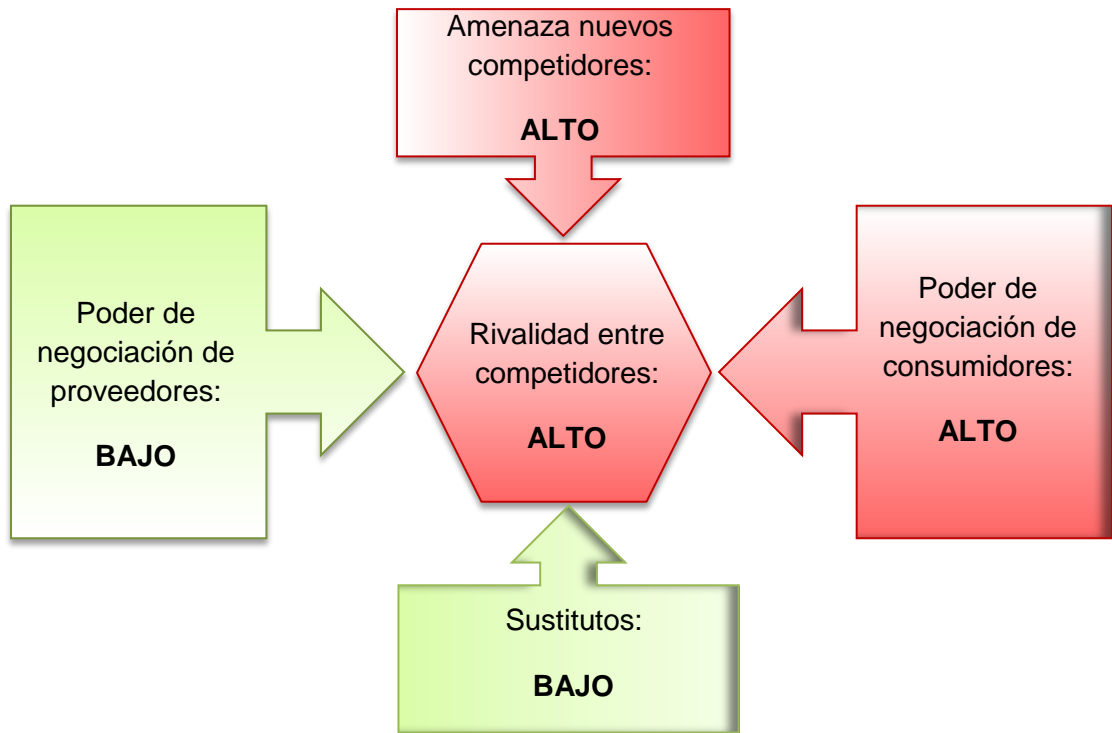 Amenaza nuevos
competidores:
ALTO
Poder de
negociación de
proveedores:
BAJO
Rivalidad entre
competidores:
ALTO
Poder de
negociación de
consumidores:
ALTO
Sustitutos:
BAJO